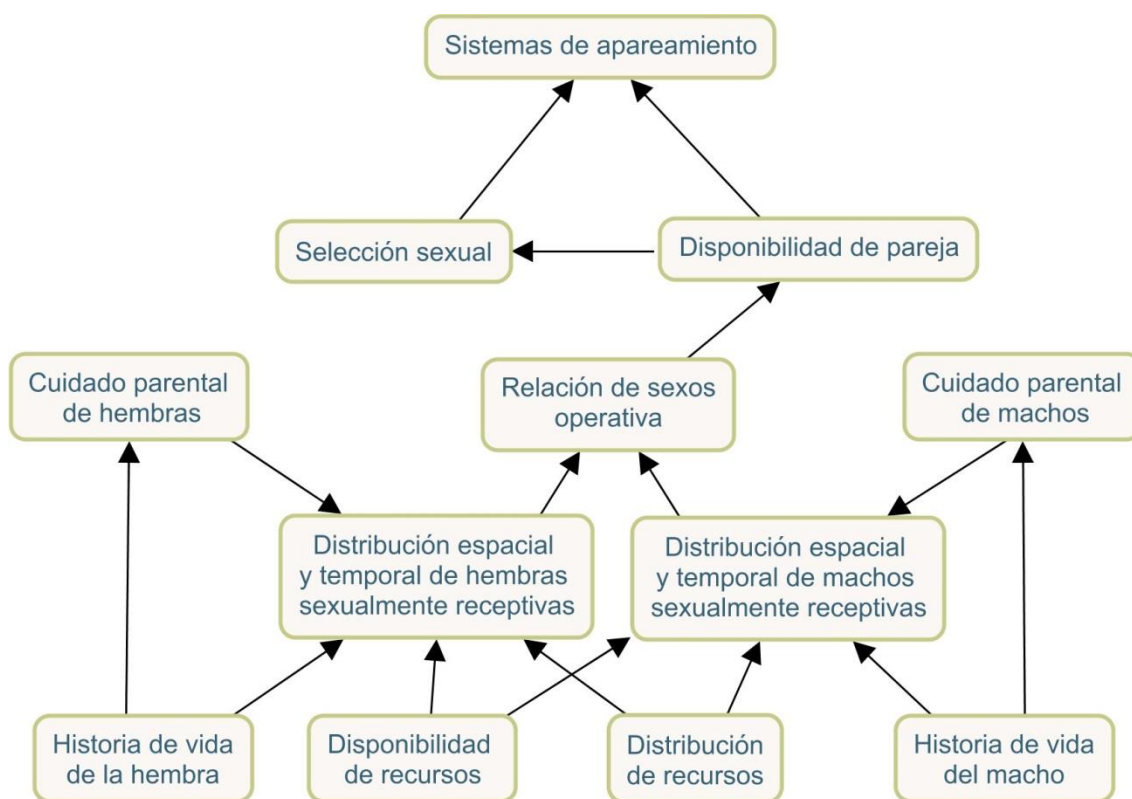 Sistemas de apareamiento
Selección sexual
Disponibilidad de pareja
Cuidado parental
de hembras
Relación de sexos
operativa
Cuidado parental
de machos
Distribución espacial
y temporal de hembras
sexualmente receptivas
Distribución espacial
y temporal de machos
sexualmente receptivas
Historia de vida
de la hembra
Disponibilidad
de recursos
Distribución
de recursos
Historia de vida
del macho